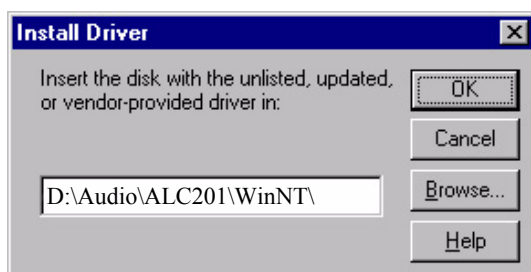 Install Driver
Insert the disk with the unlisted, updated,
or vendor-provided driver in:
D:\Audio\ALC201\WinNT\
OK
Cancel
Browse...
Help